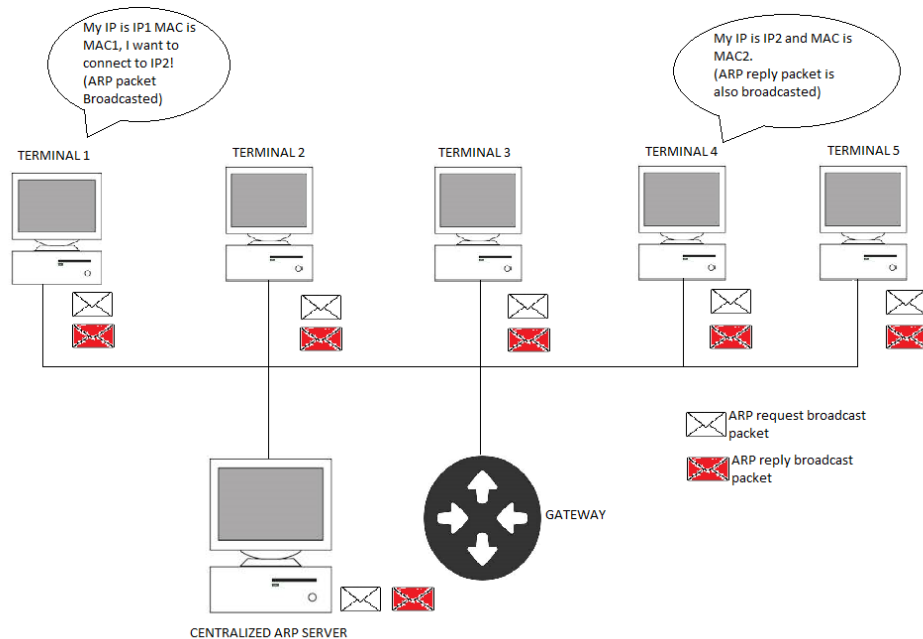 My IP is IP1 MAC is
MAC1, I want to
connect to IP2!
(ARP packet
Broadcasted)
My IP is IP2 and MAC is
MAC2.
(ARP reply packet is
also broadcasted)
TERMINAL 1
TERMINAL 2
TERMINAL 3
TERMINAL 4
TERMINAL 5
ARP request broadcast
packet
ARP reply broadcast
packet
GATEWAY
CENTRALIZED ARP SERVER